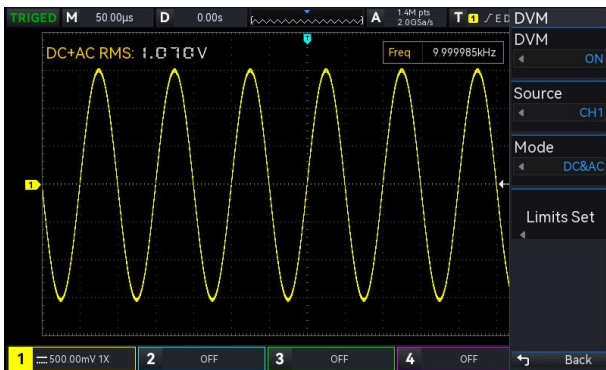 TRIGED M 50.00μs D 0.00s A 1.4M pts 2.0GSa/s T 1 ED
DVM
DC+AC RMS: 1.070V
Freq 9.999985kHz
DVM
ON
Source
CH1
Mode
DC&AC
Limits Set
1
1 500.00mV 1X 2 OFF 3 OFF 4 OFF Back